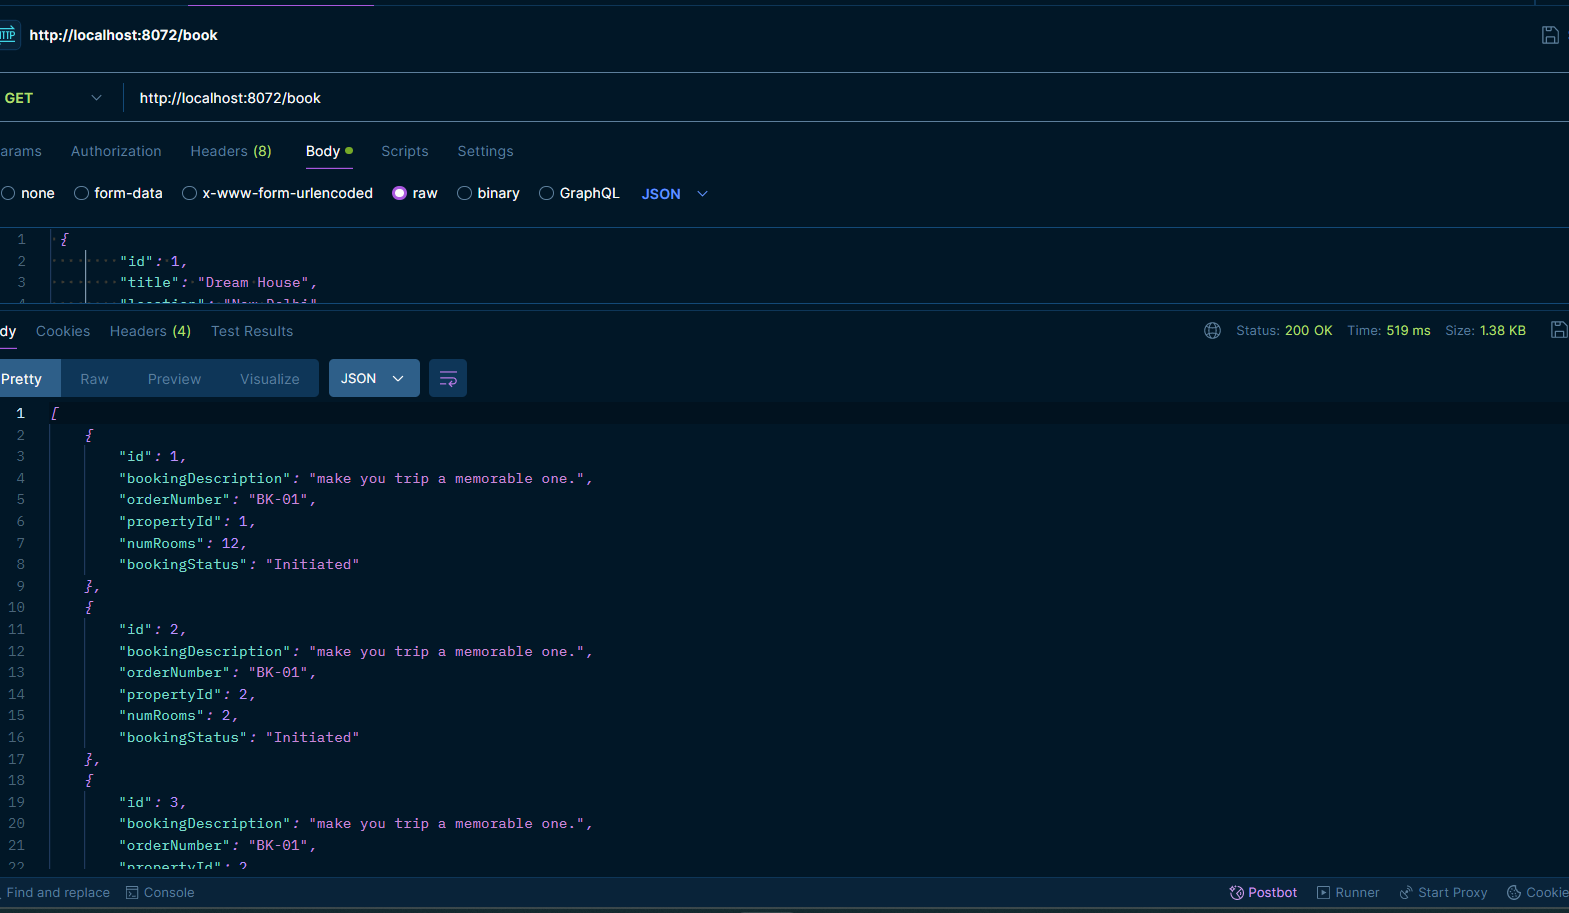 HTTP http://localhost:8072/book
GET http://localhost:8072/book
arams Authorization Headers (8) Body Scripts Settings
none form-data x-www-form-urlencoded raw binary GraphQL JSON
1 {
2 "id": 1,
3 "title": "Dream House",
4 "location": "New Delhi"
dy Cookies Headers (4) Test Results Status: 200 OK Time: 519 ms Size: 1.38 KB
Pretty Raw Preview Visualize JSON
1 [
2 {
3 "id": 1,
4 "bookingDescription": "make you trip a memorable one.",
5 "orderNumber": "BK-01",
6 "propertyId": 1,
7 "numRooms": 12,
8 "bookingStatus": "Initiated"
9 },
10 {
11 "id": 2,
12 "bookingDescription": "make you trip a memorable one.",
13 "orderNumber": "BK-01",
14 "propertyId": 2,
15 "numRooms": 2,
16 "bookingStatus": "Initiated"
17 },
18 {
19 "id": 3,
20 "bookingDescription": "make you trip a memorable one.",
21 "orderNumber": "BK-01",
22 "propertyId": 2
Find and replace Console Postbot Runner Start Proxy Cookie